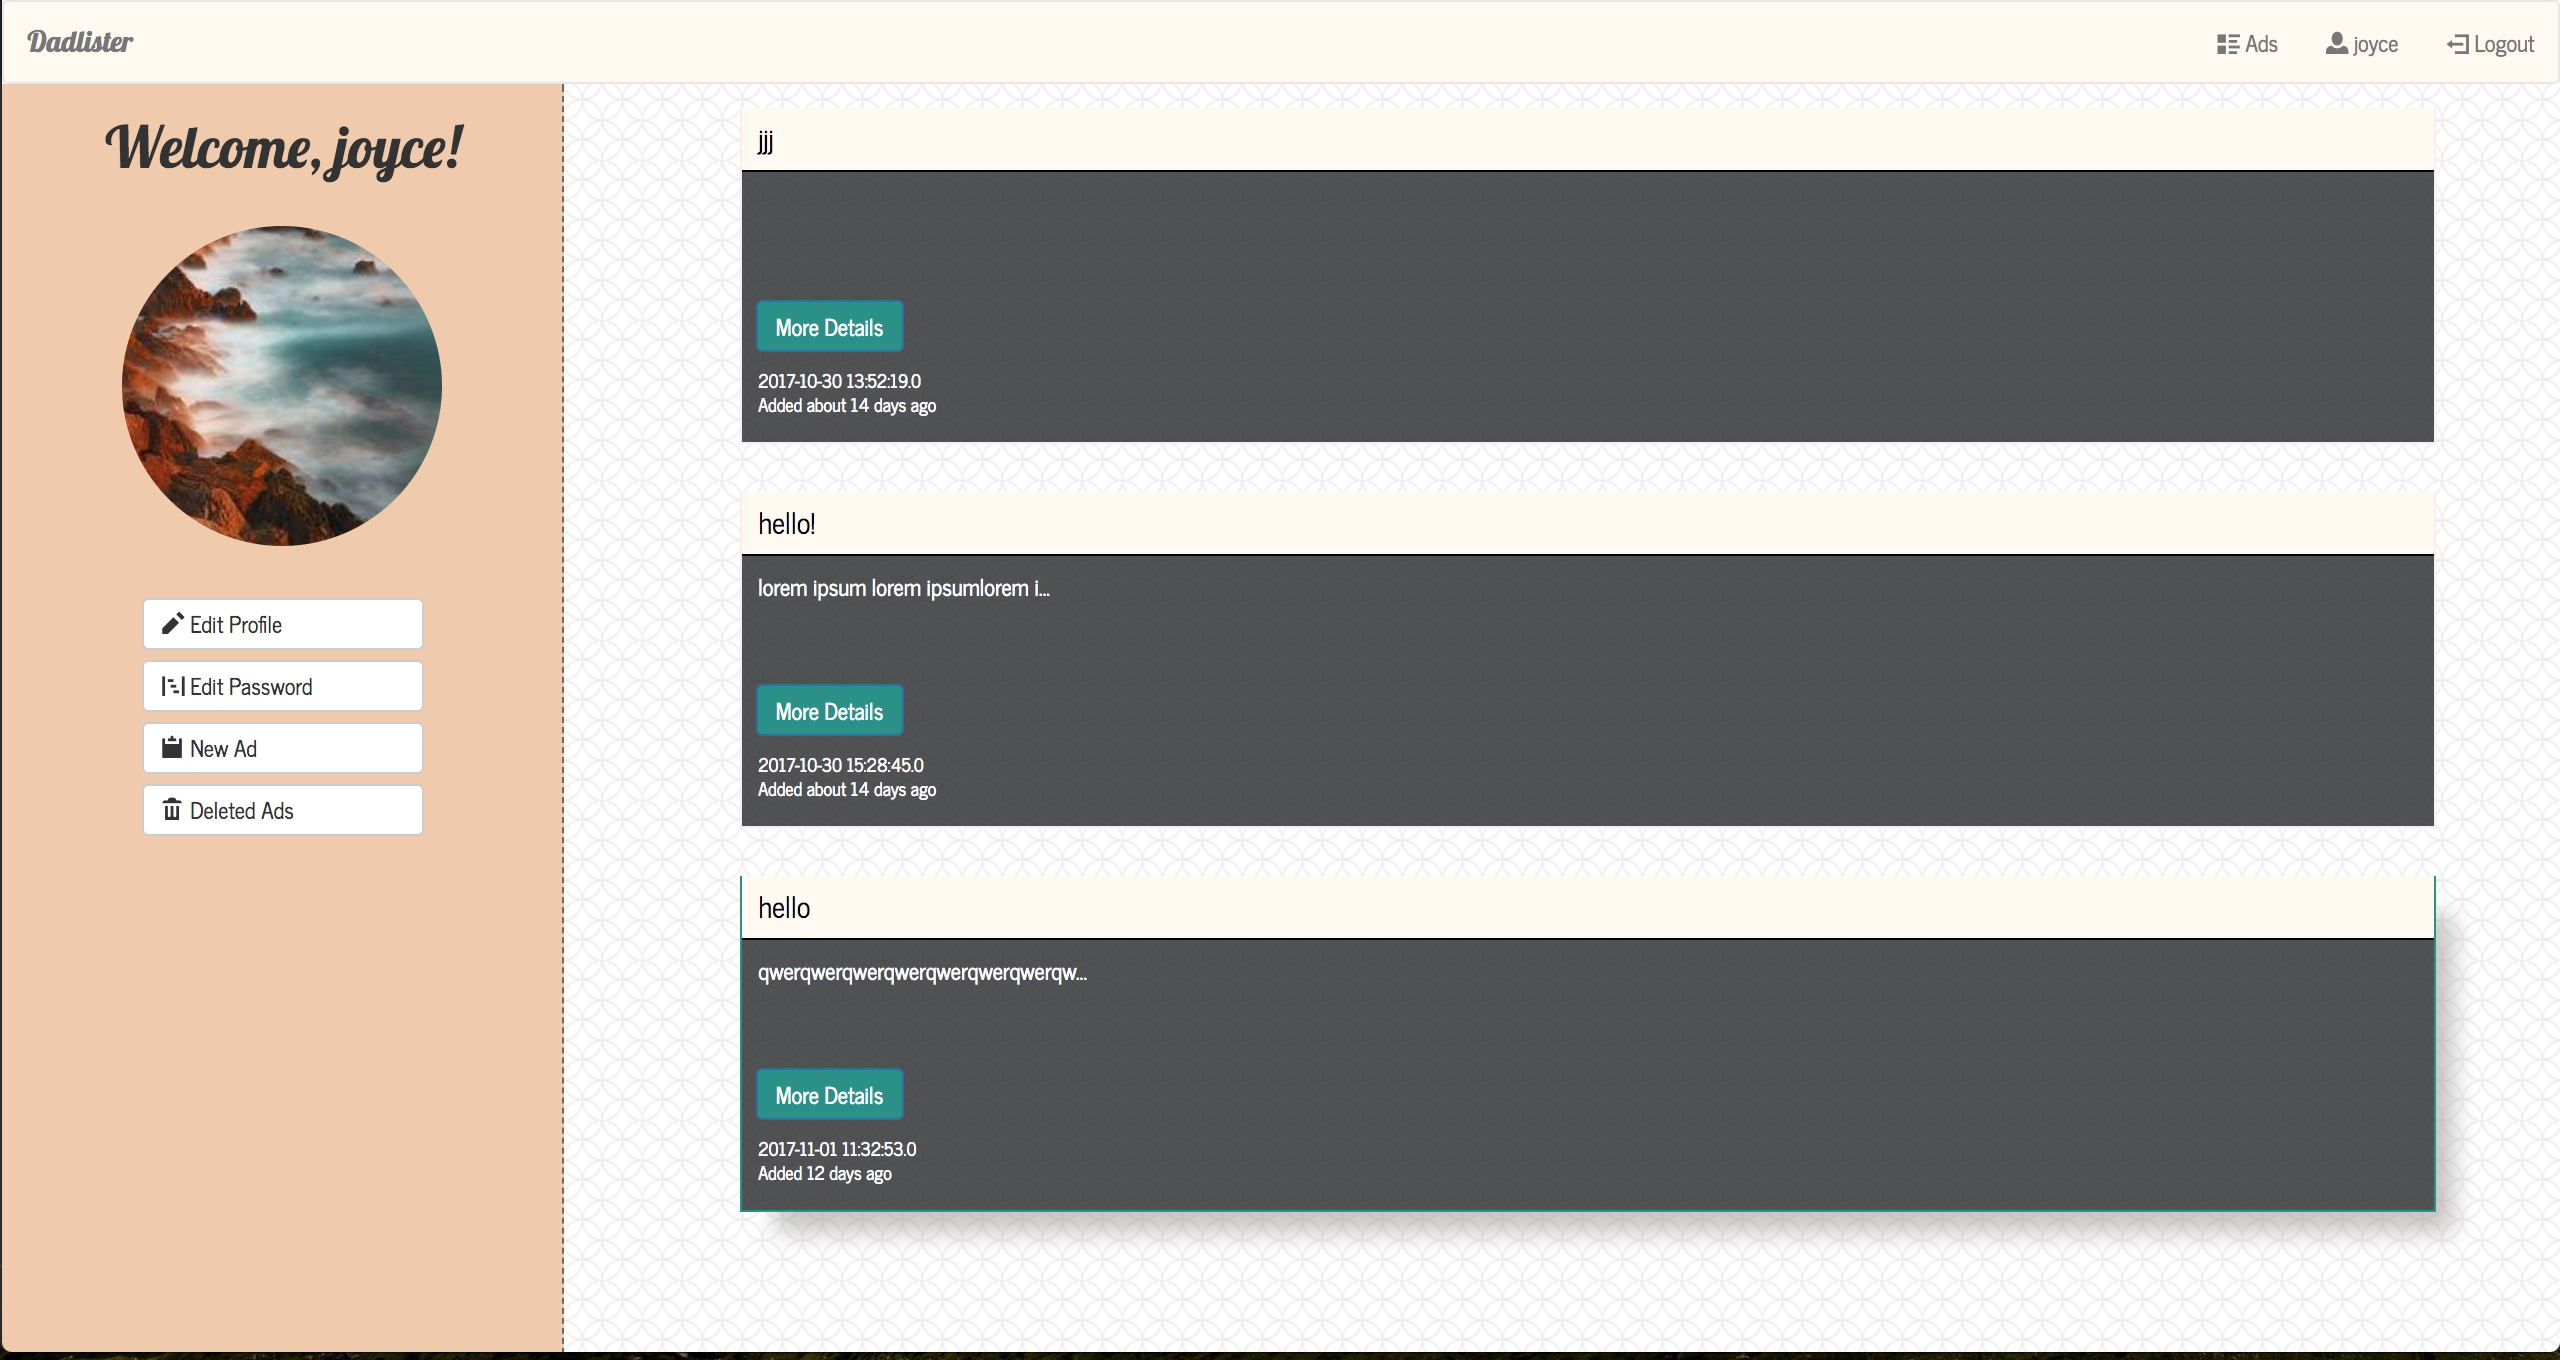 Dadlister
Ads
joyce
Logout
Welcome, joyce!
Edit Profile
Edit Password
New Ad
Deleted Ads
jjj
More Details
2017-10-30 13:52:19.0
Added about 14 days ago
hello!
lorem ipsum lorem ipsumlorem i...
More Details
2017-10-30 15:28:45.0
Added about 14 days ago
hello
qwerqwerqwerqwerqwerqwerqwerqw...
More Details
2017-11-01 11:32:53.0
Added 12 days ago